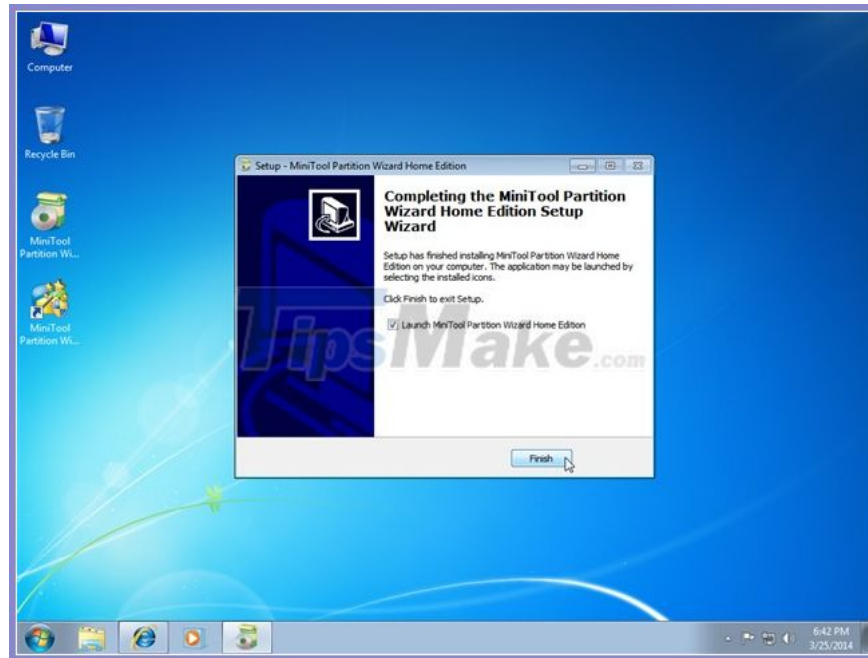 Computer
Recycle Bin
MiniTool
Partition Wi...
MiniTool
Partition Wi...
Setup - MiniTool Partition Wizard Home Edition
Completing the MiniTool Partition
Wizard Home Edition Setup
Wizard
Setup has finished installing MiniTool Partition Wizard Home
Edition on your computer. The application may be launched by
selecting the installed icons.
Click Finish to exit Setup.
Launch MiniTool Partition Wizard Home Edition
TipsMake.com
Finish
6:42 PM
3/25/2014